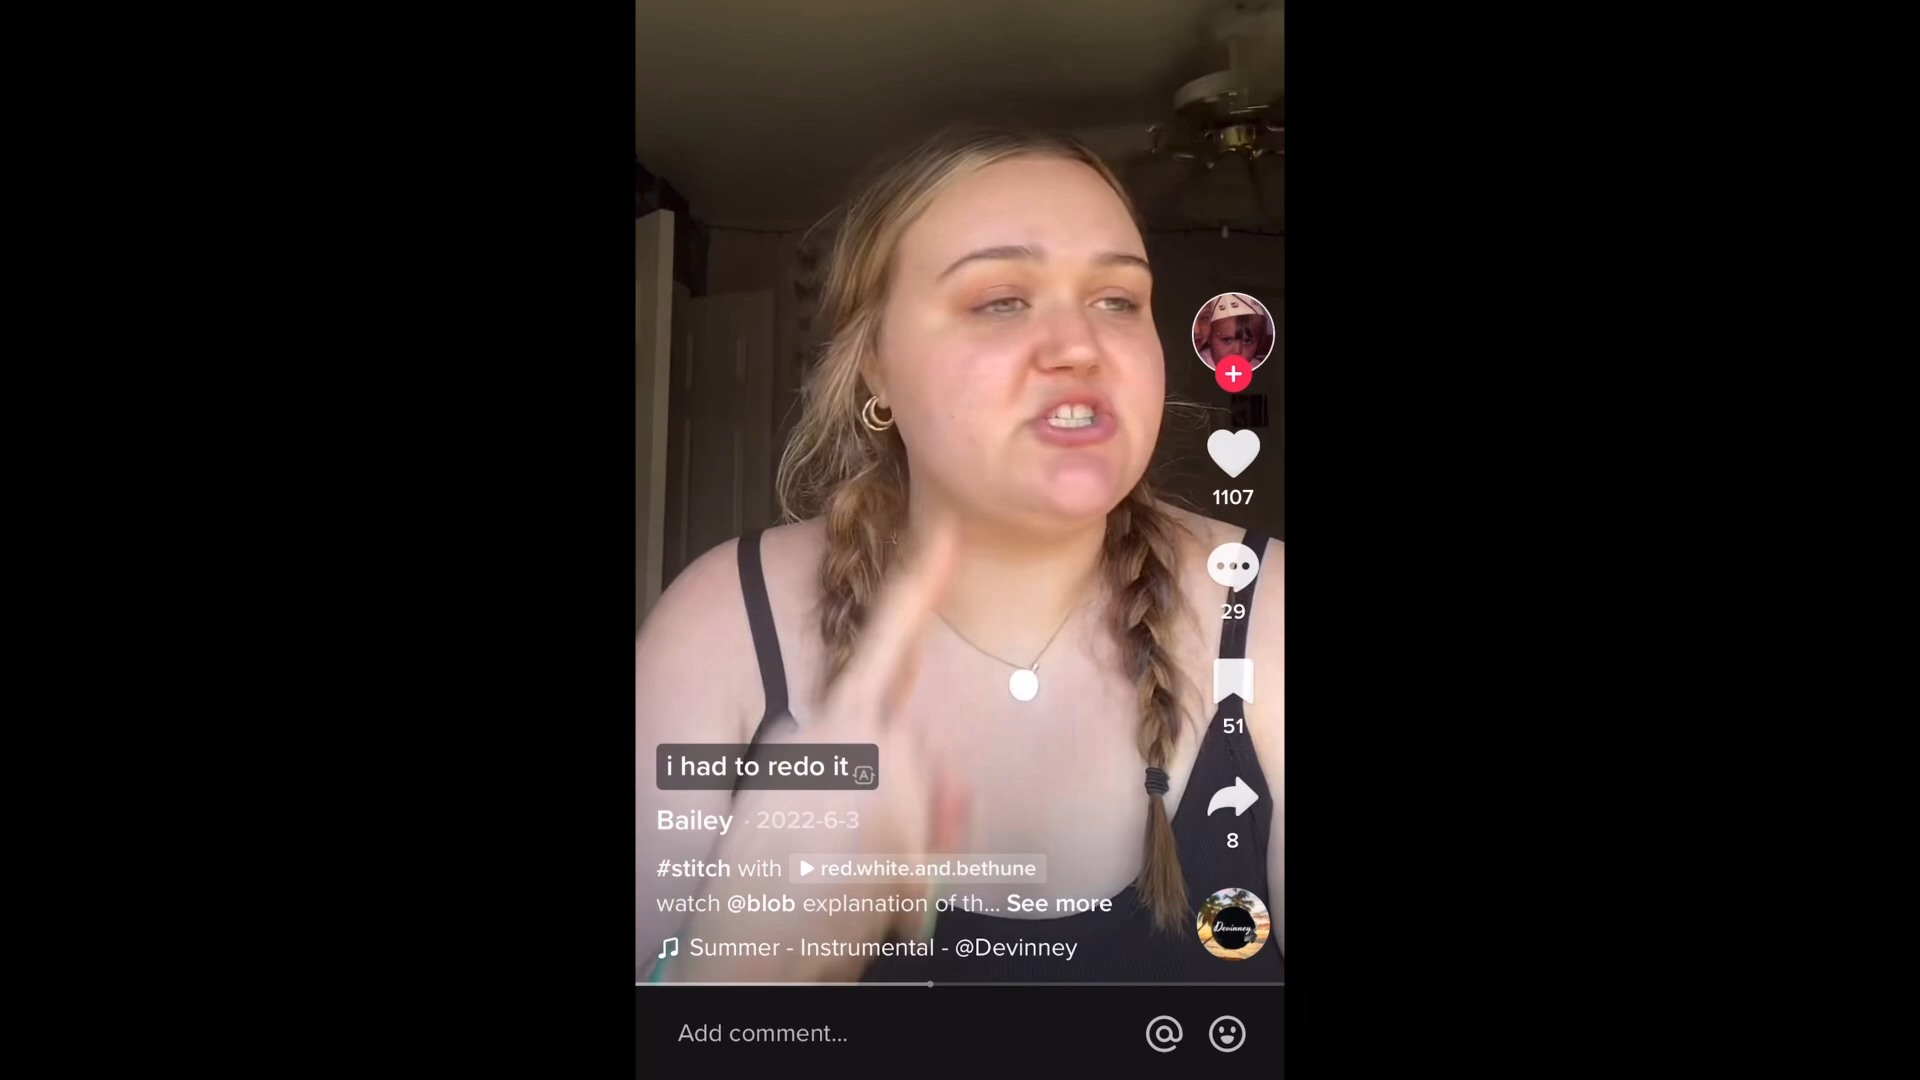 1107
29
51
8
i had to redo it
Bailey · 2022-6-3
#stitch with red.white.and.bethune
watch @blob explanation of th... See more
Summer - Instrumental - @Devinney
Devinney
Add comment...